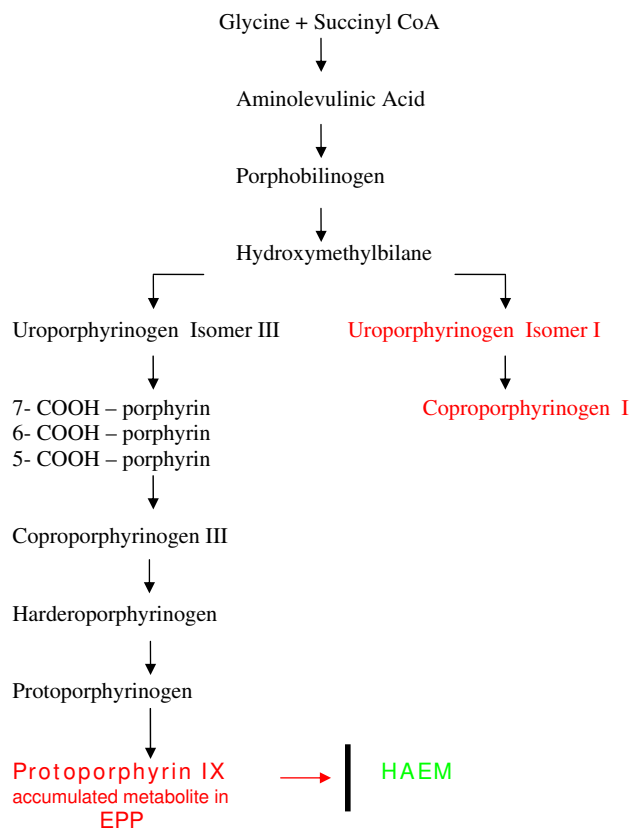 Glycine + Succinyl CoA
Aminolevulinic Acid
Porphobilinogen
Hydroxymethylbilane
Uroporphyrinogen Isomer III
Uroporphyrinogen Isomer I
7- COOH – porphyrin
6- COOH – porphyrin
5- COOH – porphyrin
Coproporphyrinogen I
Coproporphyrinogen III
Harderoporphyrinogen
Protoporphyrinogen
Protoporphyrin IX
accumulated metabolite in
EPP
HAEM